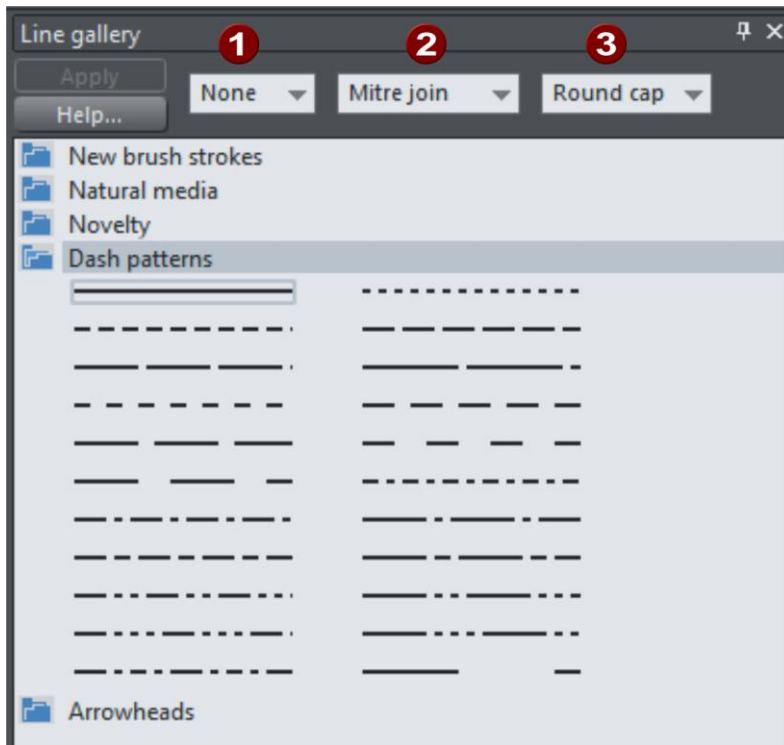 Line gallery
1 2 3
Apply
None Mitre join Round cap
Help...
New brush strokes
Natural media
Novelty
Dash patterns
Arrowheads